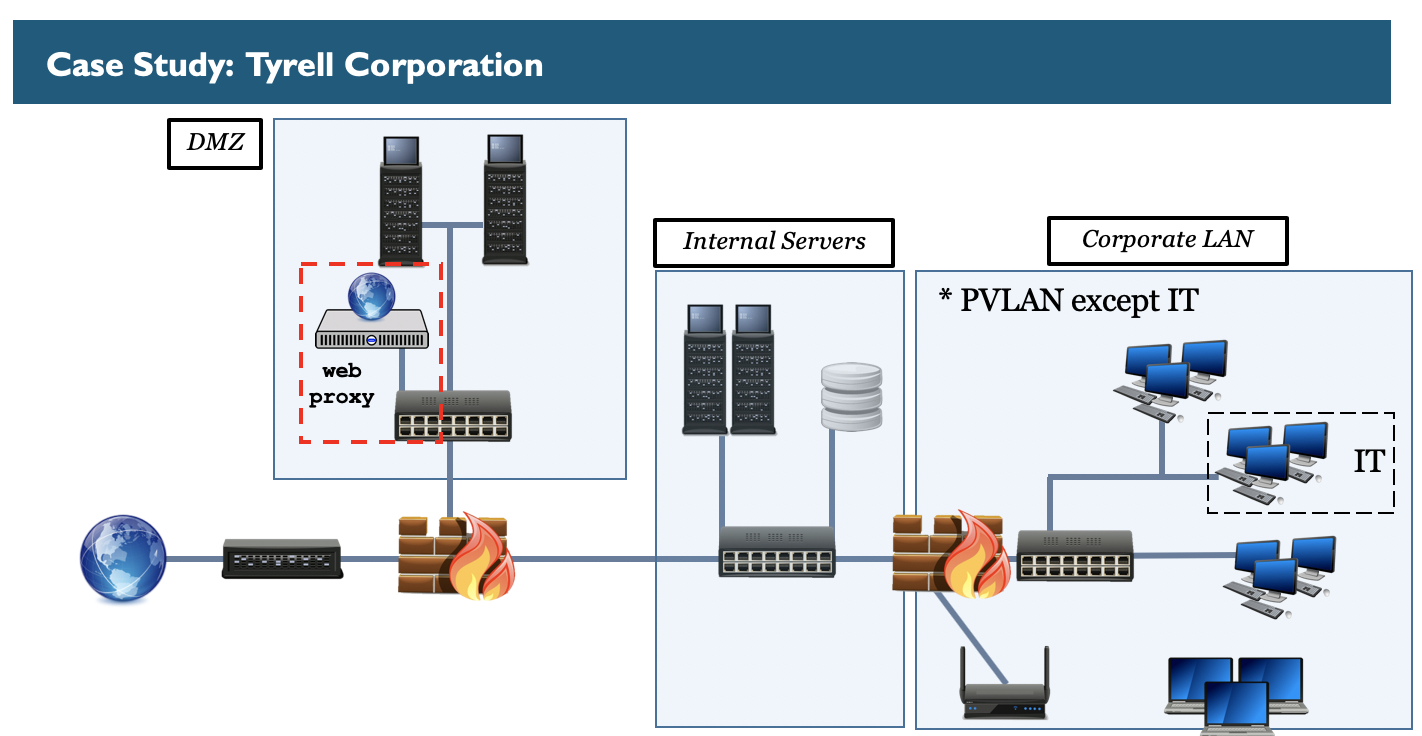 Case Study: Tyrell Corporation
DMZ
Internal Servers
Corporate LAN
* PVLAN except IT
web
proxy
IT